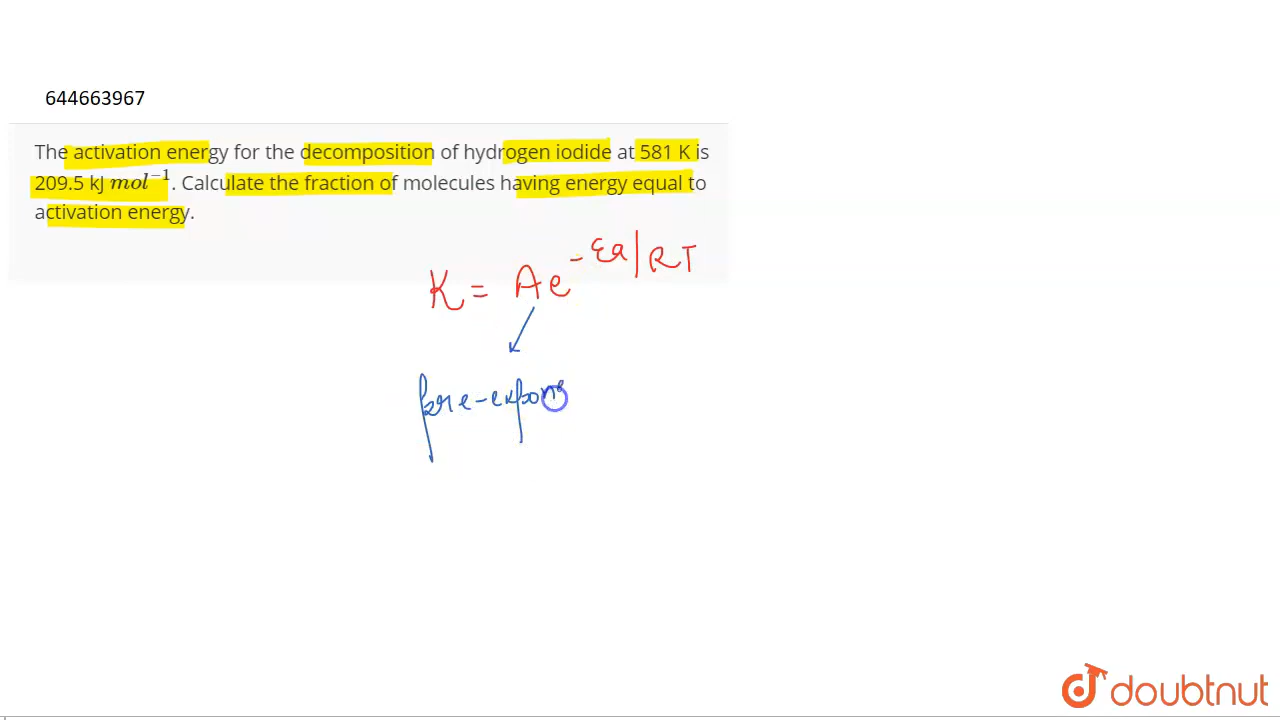 644663967
The activation energy for the decomposition of hydrogen iodide at 581 K is
209.5 kJ mol⁻¹. Calculate the fraction of molecules having energy equal to
activation energy.
K = Ae^-Ea/RT
pre-expone
doubtnut